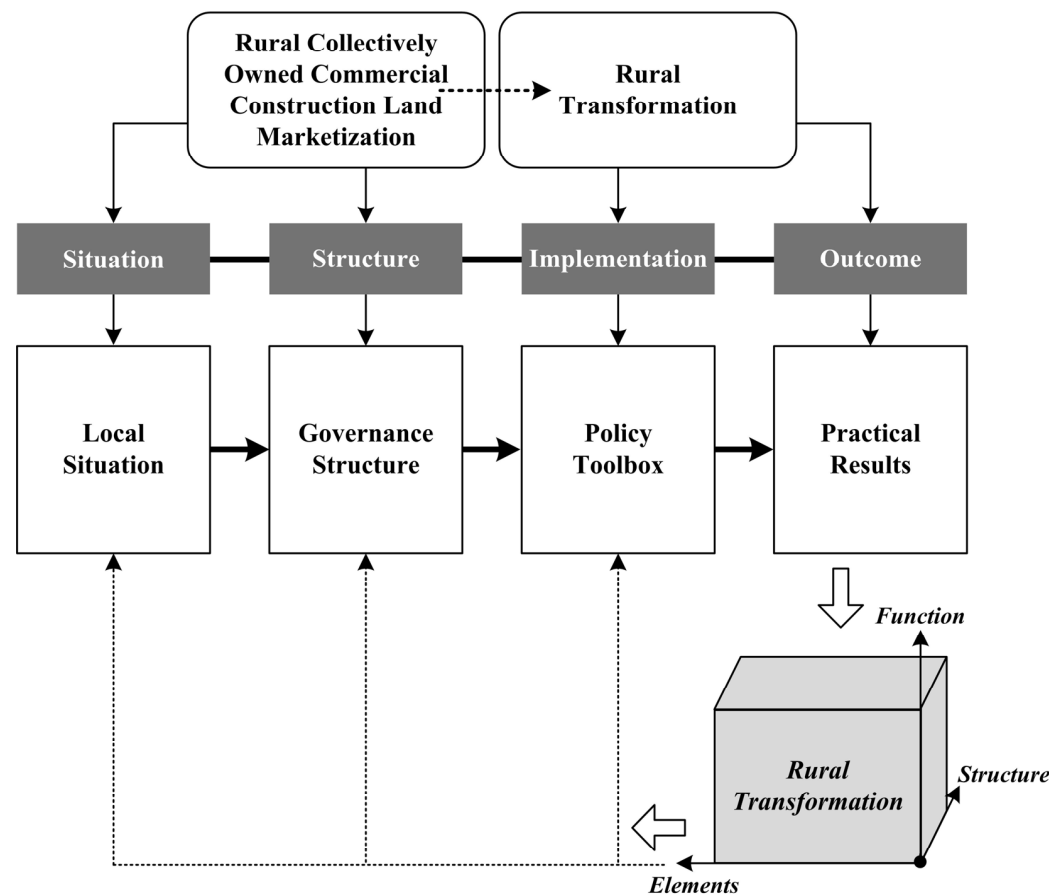 Rural Collectively
Owned Commercial
Construction Land
Marketization
Rural
Transformation
Situation
Structure
Implementation
Outcome
Local
Situation
Governance
Structure
Policy
Toolbox
Practical
Results
Function
Rural
Transformation
Structure
Elements